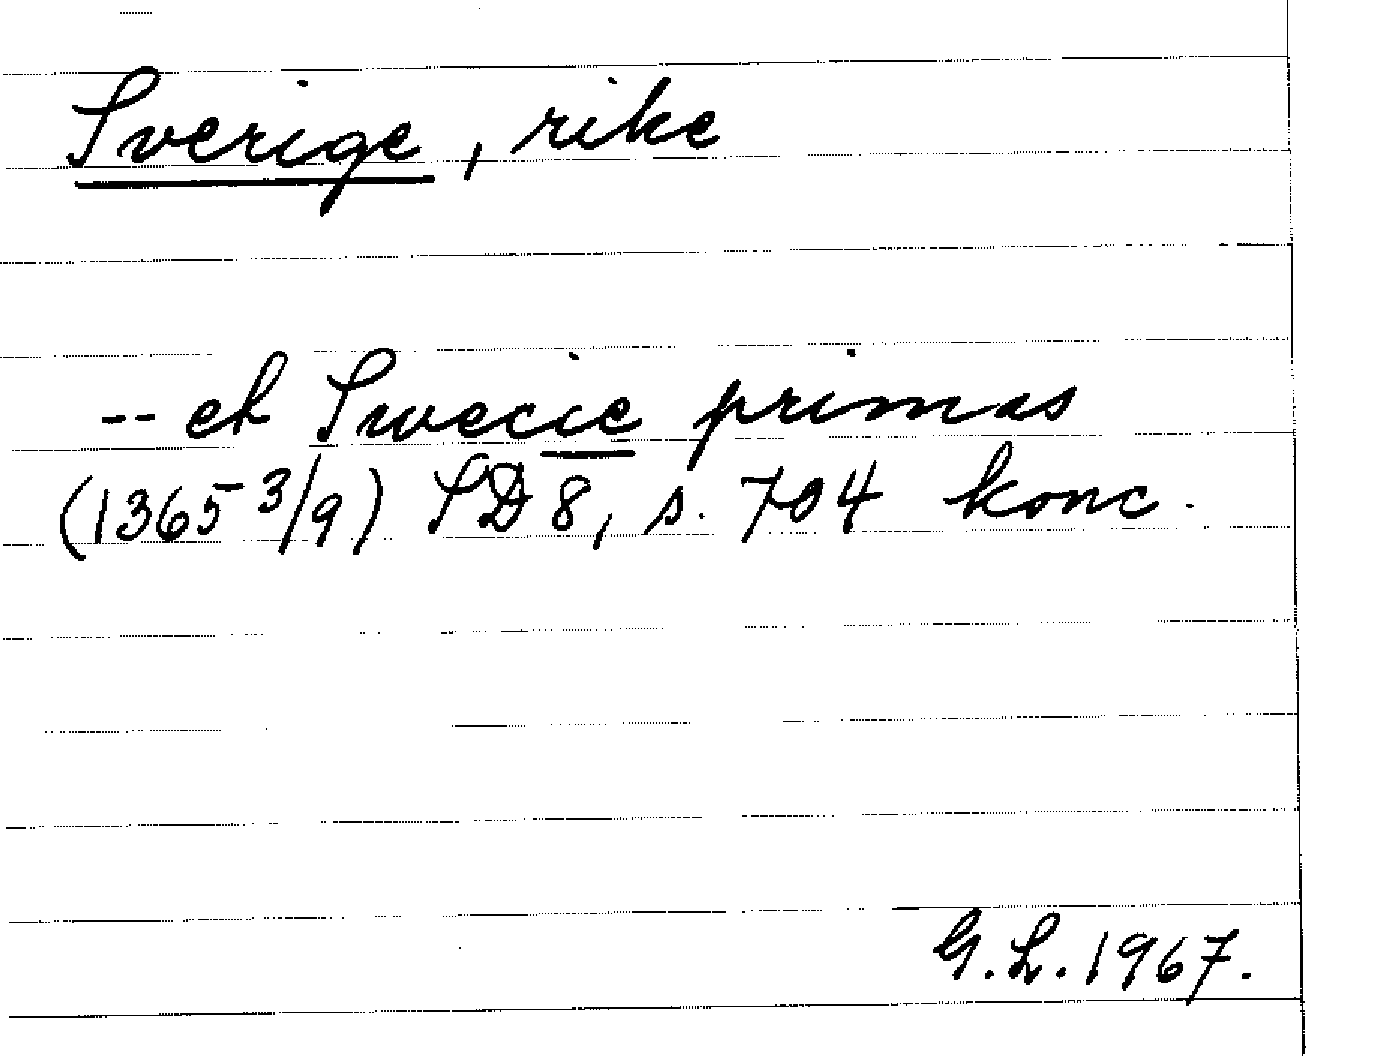 Sverige, rike
-- et Swecie primas
(1365 3/9) SD 8, s. 704 konc.
G.L. 1967.